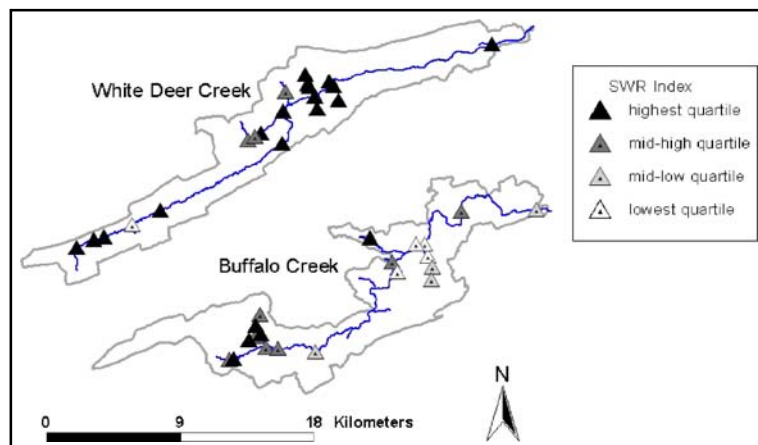 White Deer Creek
Buffalo Creek
SWR Index
highest quartile
mid-high quartile
mid-low quartile
lowest quartile
N
0 9 18 Kilometers